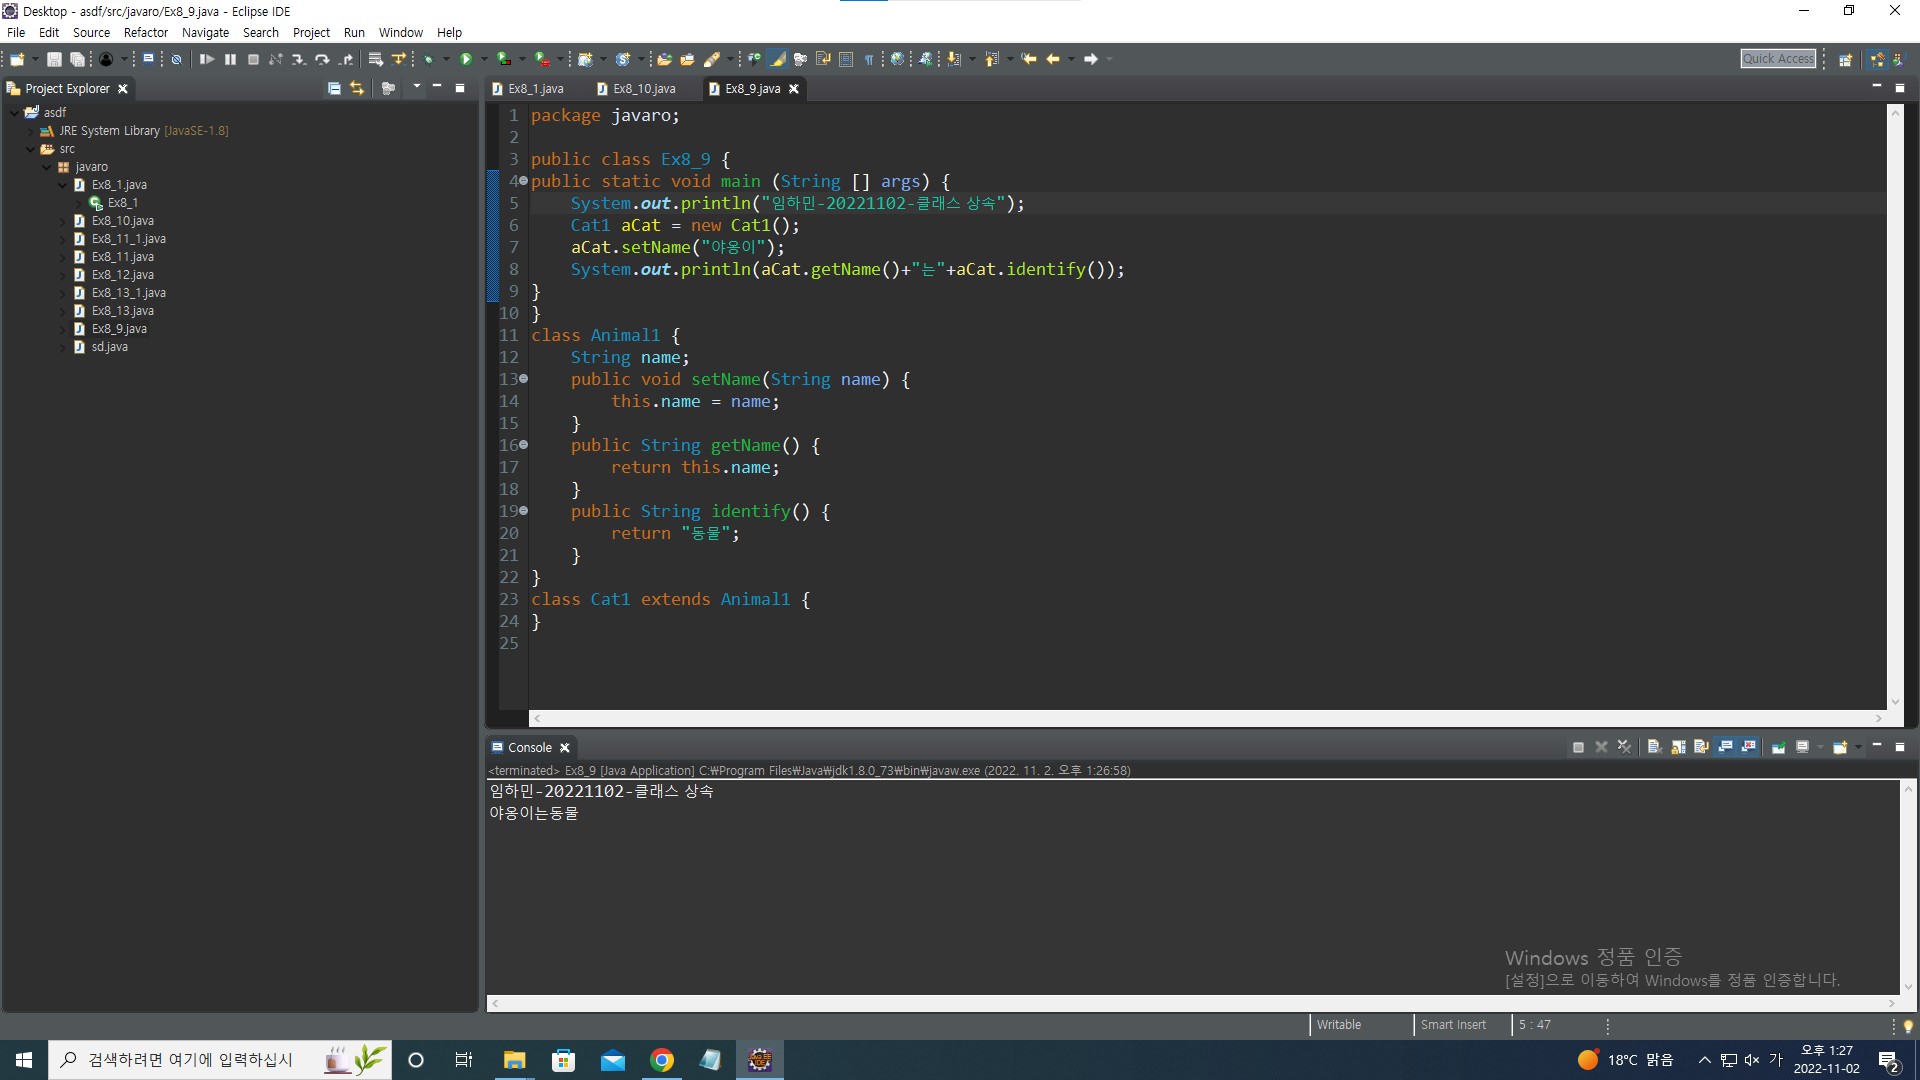 Desktop - asdf/src/javaro/Ex8_9.java - Eclipse IDE
File Edit Source Refactor Navigate Search Project Run Window Help
Quick Access
Project Explorer
asdf
JRE System Library [JavaSE-1.8]
src
javaro
Ex8_1.java
Ex8_1
Ex8_10.java
Ex8_11_1.java
Ex8_11.java
Ex8_12.java
Ex8_13_1.java
Ex8_13.java
Ex8_9.java
sd.java
Ex8_1.java Ex8_10.java Ex8_9.java
1 package javaro;
2
3 public class Ex8_9 {
4 public static void main (String [] args) {
5 System.out.println("임하민-20221102-클래스 상속");
6 Cat1 aCat = new Cat1();
7 aCat.setName("야옹이");
8 System.out.println(aCat.getName()+"는"+aCat.identify());
9 }
10 }
11 class Animal1 {
12 String name;
13 public void setName(String name) {
14 this.name = name;
15 }
16 public String getName() {
17 return this.name;
18 }
19 public String identify() {
20 return "동물";
21 }
22 }
23 class Cat1 extends Animal1 {
24 }
25
Console
<terminated> Ex8_9 [Java Application] C:₩Program Files₩Java₩jdk1.8.0_73₩bin₩javaw.exe (2022. 11. 2. 오후 1:26:58)
임하민-20221102-클래스 상속
야옹이는동물
Windows 정품 인증
[설정]으로 이동하여 Windows를 정품 인증합니다.
Writable Smart Insert 5 : 47
검색하려면 여기에 입력하십시
18°C 맑음
가
오후 1:27
2022-11-02
2